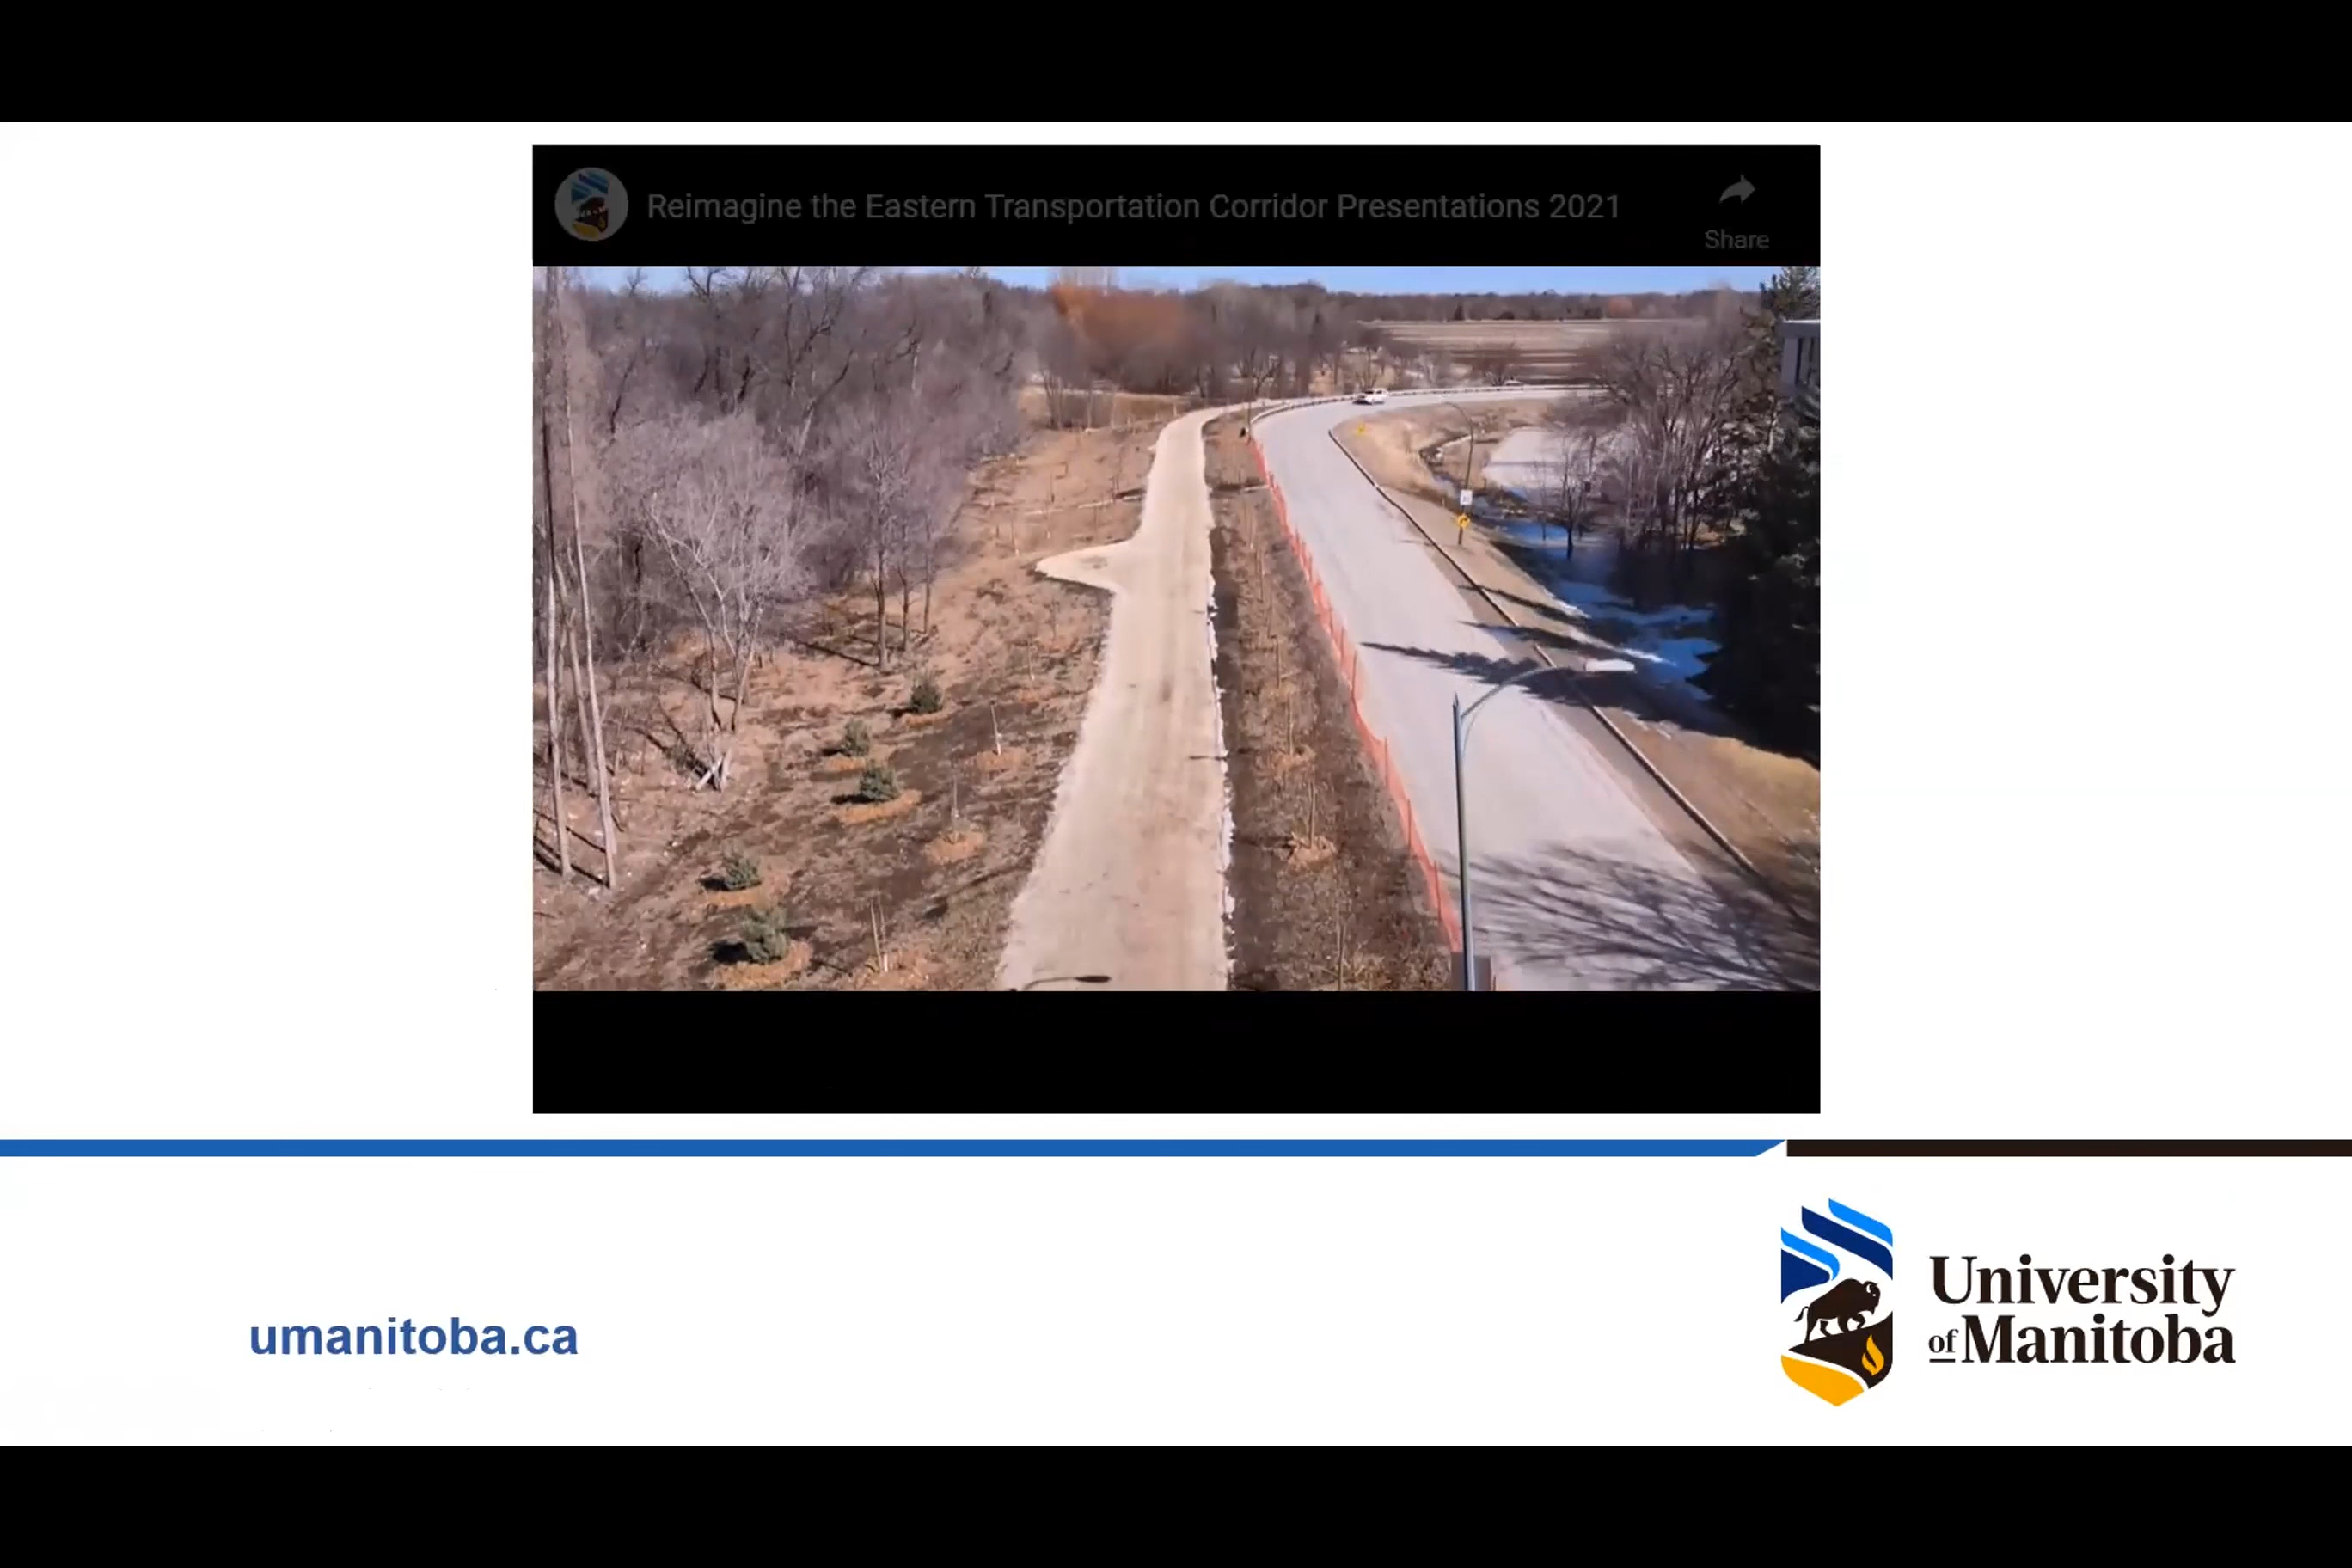 Reimagine the Eastern Transportation Corridor Presentations 2021
Share
umanitoba.ca
University
of Manitoba